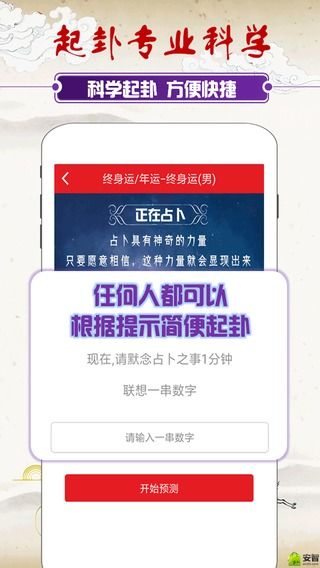 起卦专业科学
科学起卦 方便快捷
终身运/年运-终身运(男)
正在占卜
占卜具有神奇的力量
只要愿意相信，这种力量就会显现出来
任何人都可以
根据提示简便起卦
现在,请默念占卜之事1分钟
联想一串数字
请输入一串数字
开始预测
安智